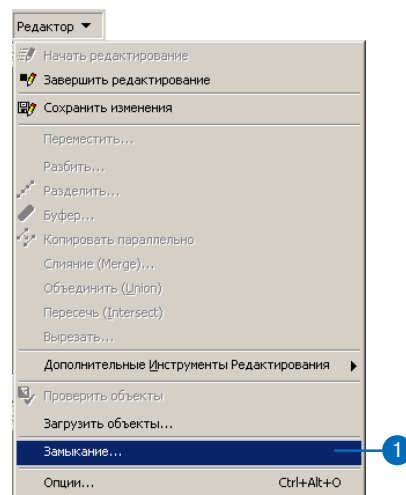 Редактор
Начать редактирование
Завершить редактирование
Сохранить изменения
Переместить...
Разбить...
Разделить...
Буфер...
Копировать параллельно
Слияние (Merge)...
Объединить (Union)
Пересечь (Intersect)
Вырезать...
Дополнительные Инструменты Редактирования
Проверить объекты
Загрузить объекты...
Замыкание... 1
Опции... Ctrl+Alt+O